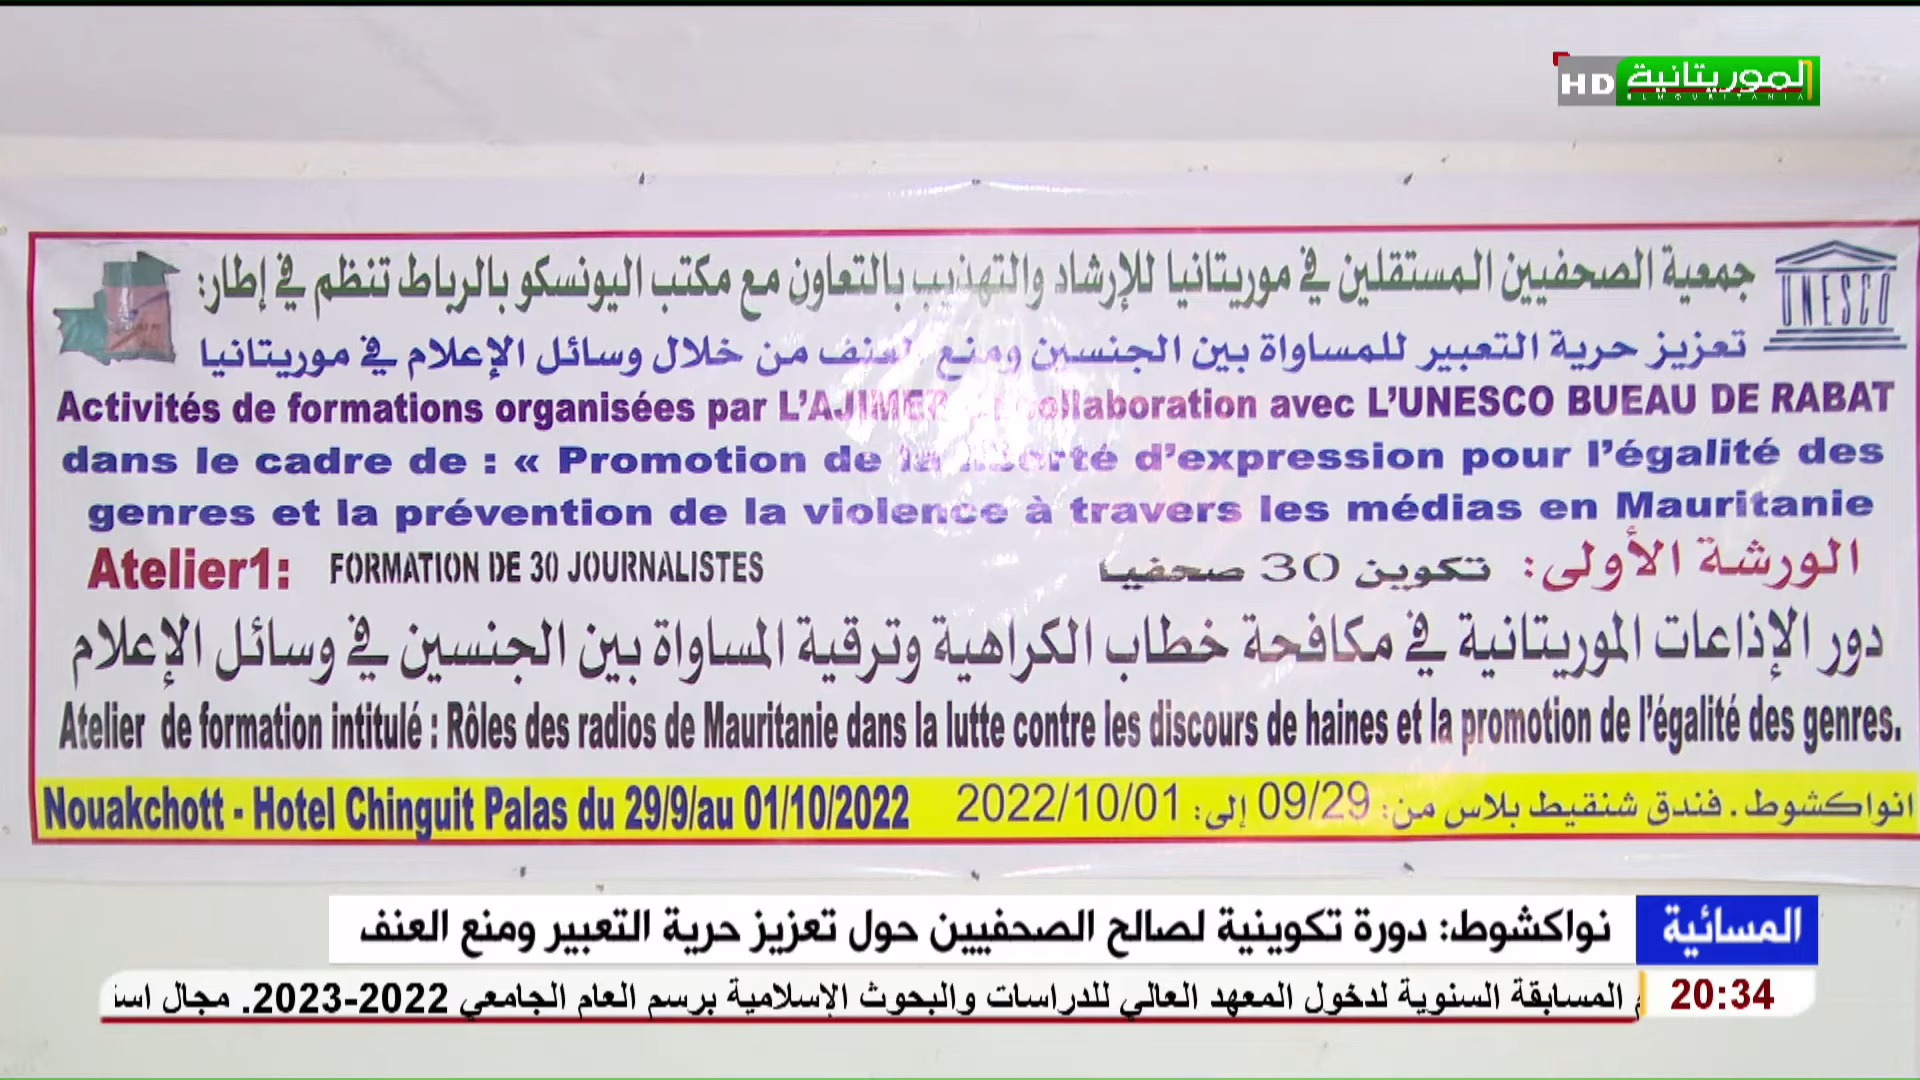 HD الموريتانية
ELMOURITANIA
جمعية الصحفيين المستقلين في موريتانيا للإرشاد والتهذيب بالتعاون مع مكتب اليونسكو بالرباط تنظم في إطار:
UNESCO
تعزيز حرية التعبير للمساواة بين الجنسين ومنع العنف من خلال وسائل الإعلام في موريتانيا
Activités de formations organisées par collaboration avec L'UNESCO BUEAU DE RABAT
dans le cadre de : « Promotion de la liberté d'expression pour l'égalité des
genres et la prévention de la violence à travers les médias en Mauritanie
Atelier1: FORMATION DE 30 JOURNALISTES
الورشة الأولى: تكوين 30 صحفيا
دور الإذاعات الموريتانية في مكافحة خطاب الكراهية وترقية المساواة بين الجنسين في وسائل الإعلام
Atelier de formation intitulé : Rôles des radios de Mauritanie dans la lutte contre les discours de haines et la promotion de l'égalité des genres.
Nouakchott - Hotel Chinguit Palas du 29/9/au 01/10/2022
انواكشوط. فندق شنقيط بلاس من: 09/29 إلى: 2022/10/01
المسائية
نواكشوط: دورة تكوينية لصالح الصحفيين حول تعزيز حرية التعبير ومنع العنف
20:34
المسابقة السنوية لدخول المعهد العالي للدراسات والبحوث الإسلامية برسم العام الجامعي 2022-2023. مجال